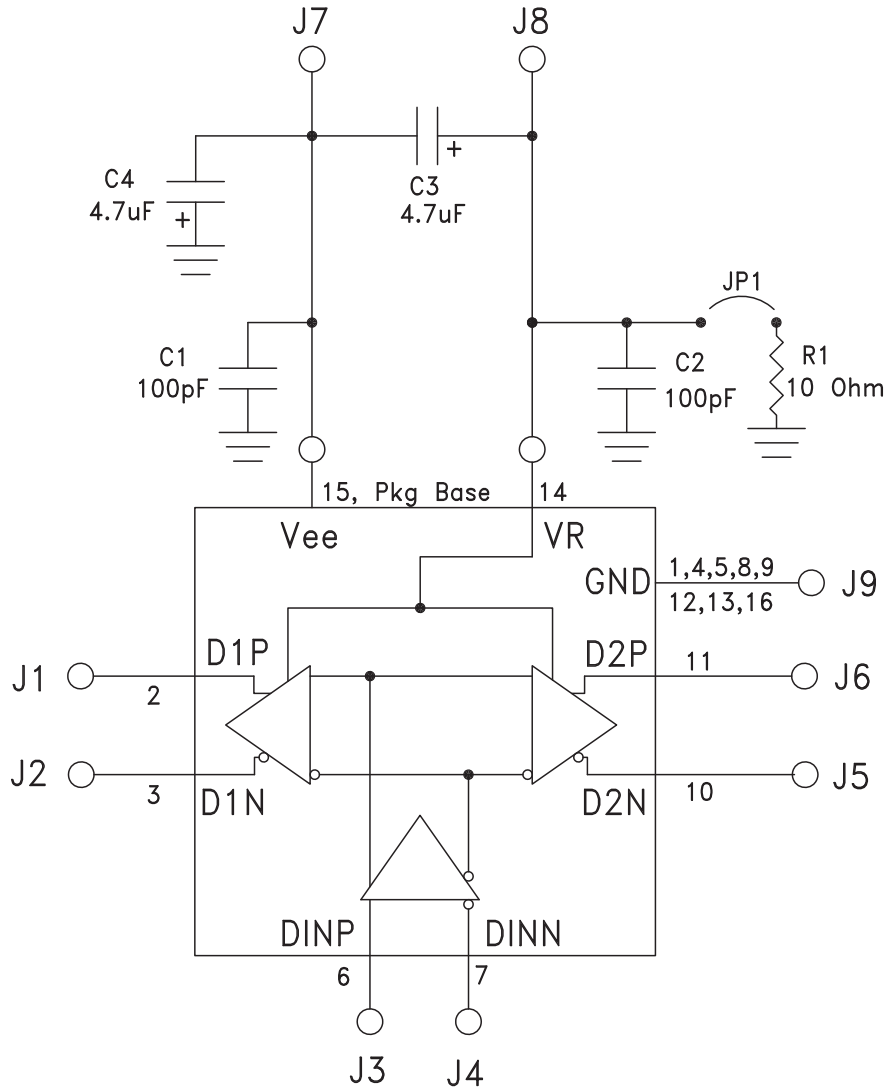 J7
J8
C4
4.7uF
+
+
C3
4.7uF
JP1
C1
100pF
C2
100pF
R1
10 Ohm
15, Pkg Base
14
Vee
VR
GND
1,4,5,8,9
12,13,16
J9
D1P
D2P
J1
2
11
J6
J2
3
D1N
D2N
10
J5
DINP
DINN
6
7
J3
J4